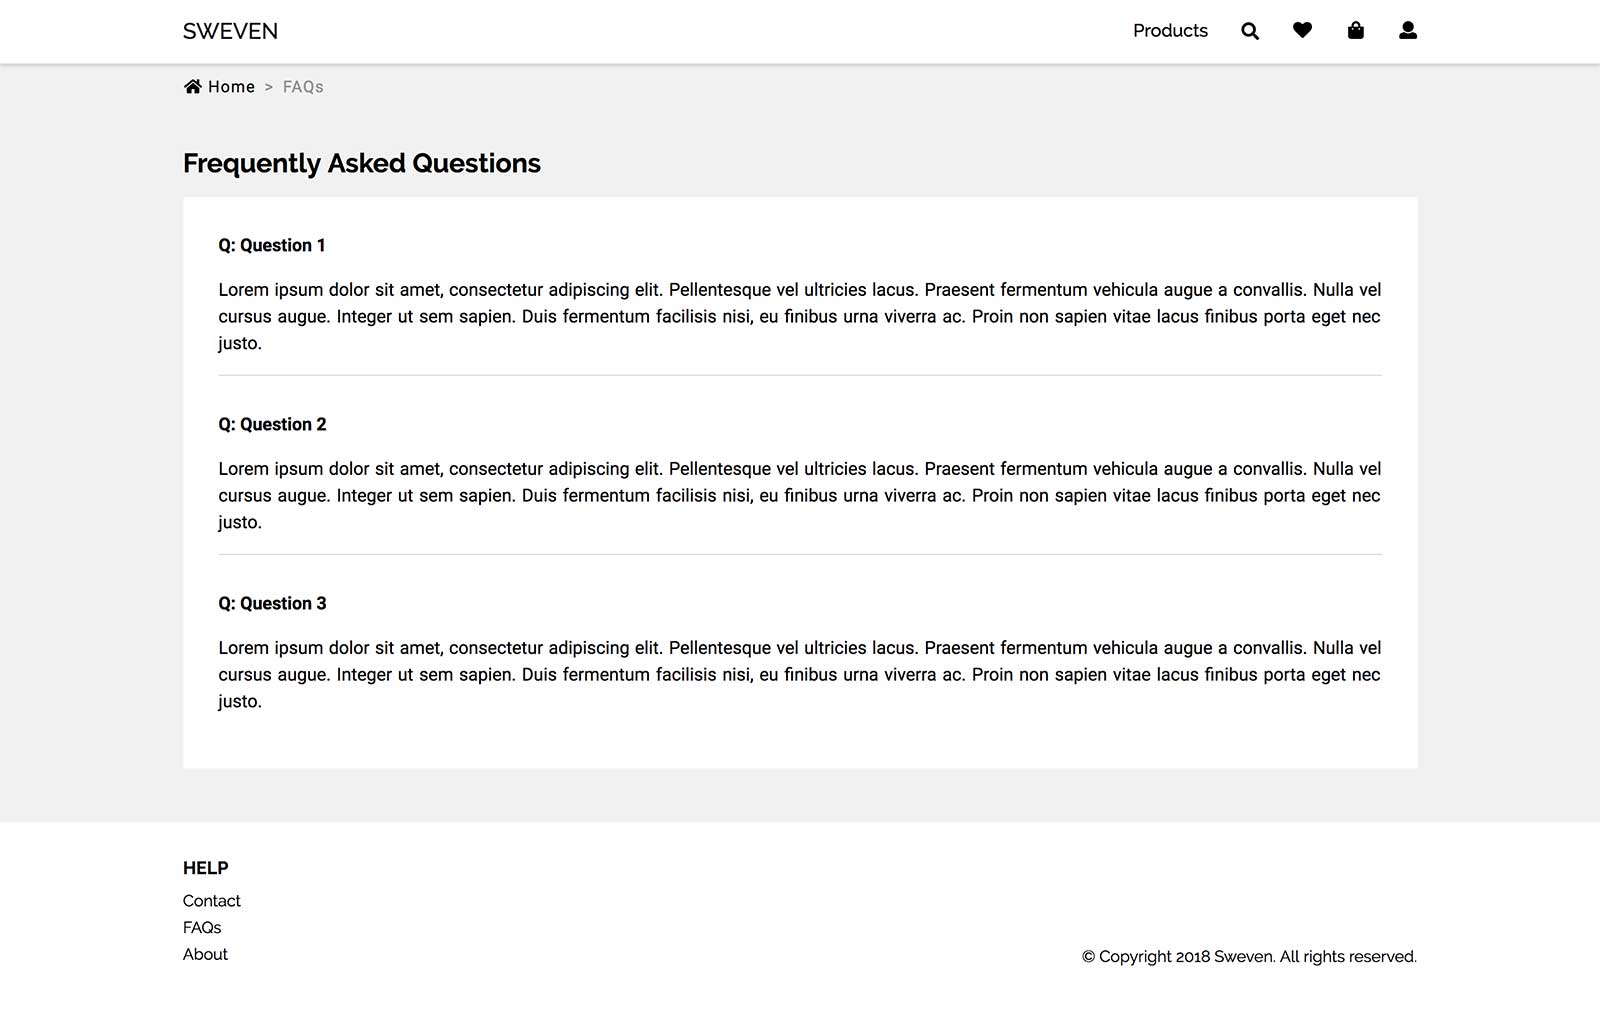 SWEVEN
Products
Home > FAQs
Frequently Asked Questions
Q: Question 1
Lorem ipsum dolor sit amet, consectetur adipiscing elit. Pellentesque vel ultricies lacus. Praesent fermentum vehicula augue a convallis. Nulla vel
cursus augue. Integer ut sem sapien. Duis fermentum facilisis nisi, eu finibus urna viverra ac. Proin non sapien vitae lacus finibus porta eget nec
justo.
Q: Question 2
Lorem ipsum dolor sit amet, consectetur adipiscing elit. Pellentesque vel ultricies lacus. Praesent fermentum vehicula augue a convallis. Nulla vel
cursus augue. Integer ut sem sapien. Duis fermentum facilisis nisi, eu finibus urna viverra ac. Proin non sapien vitae lacus finibus porta eget nec
justo.
Q: Question 3
Lorem ipsum dolor sit amet, consectetur adipiscing elit. Pellentesque vel ultricies lacus. Praesent fermentum vehicula augue a convallis. Nulla vel
cursus augue. Integer ut sem sapien. Duis fermentum facilisis nisi, eu finibus urna viverra ac. Proin non sapien vitae lacus finibus porta eget nec
justo.
HELP
Contact
FAQs
About
© Copyright 2018 Sweven. All rights reserved.